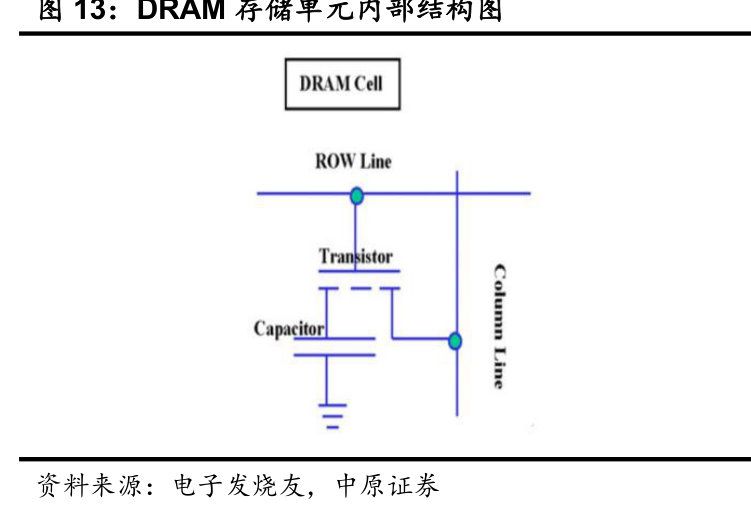 图 13：DRAM 存储单元内部结构图
DRAM Cell
ROW Line
Transistor
Column Line
Capacitor
资料来源：电子发烧友，中原证券